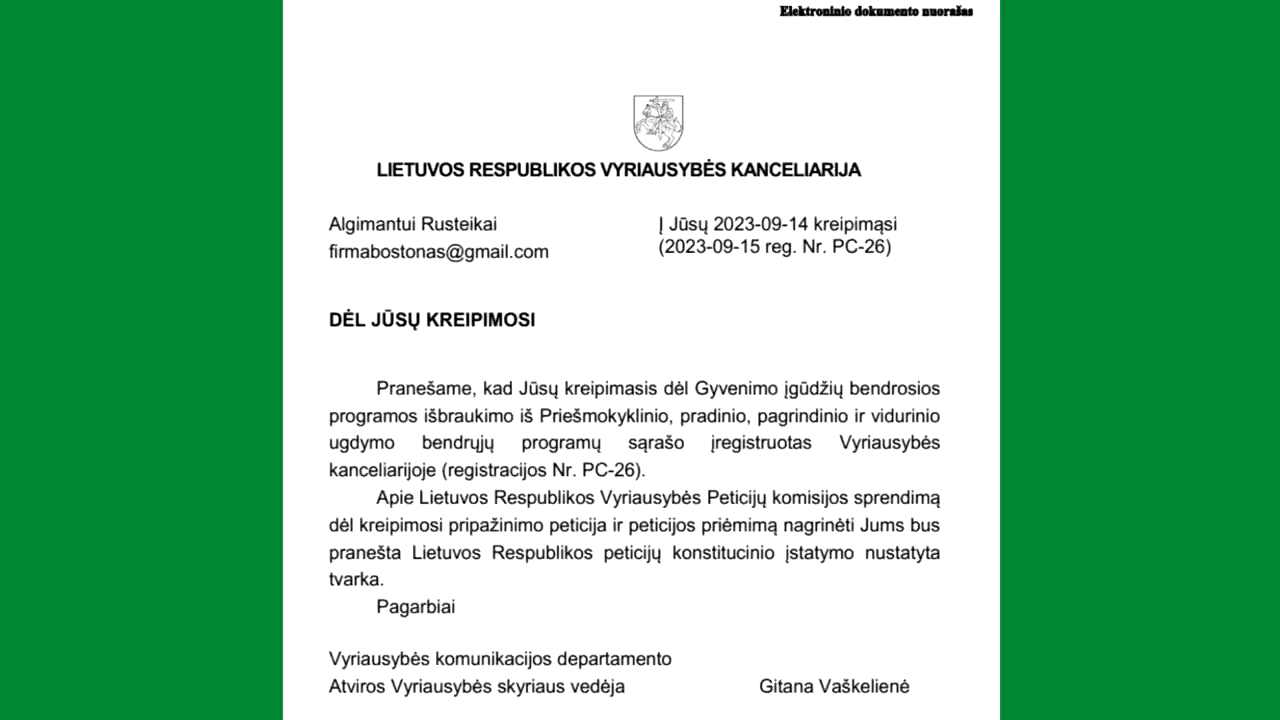 Elektroninio dokumento nuorašas
LIETUVOS RESPUBLIKOS VYRIAUSYBĖS KANCELIARIJA
Algimantui Rusteikai
firmabostonas@gmail.com
Į Jūsų 2023-09-14 kreipimąsi
(2023-09-15 reg. Nr. PC-26)
DĖL JŪSŲ KREIPIMOSI
Pranešame, kad Jūsų kreipimasis dėl Gyvenimo įgūdžių bendrosios
programos išbraukimo iš Priešmokyklinio, pradinio, pagrindinio ir vidurinio
ugdymo bendrųjų programų sąrašo įregistruotas Vyriausybės
kanceliarijoje (registracijos Nr. PC-26).
Apie Lietuvos Respublikos Vyriausybės Peticijų komisijos sprendimą
dėl kreipimosi pripažinimo peticija ir peticijos priėmimą nagrinėti Jums bus
pranešta Lietuvos Respublikos peticijų konstitucinio įstatymo nustatyta
tvarka.
Pagarbiai
Vyriausybės komunikacijos departamento
Atviros Vyriausybės skyriaus vedėja Gitana Vaškelienė